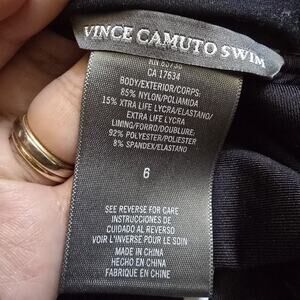 VINCE CAMUTO SWIM
CA 17634
BODY/EXTERIOR/CORPS:
85% NYLON/POLIAMIDA
15% XTRA LIFE LYCRA/ELASTANO/
EXTRA LIFE LYCRA
LINING/FORRO/DOUBLURE:
92% POLYESTER/POLIESTER
8% SPANDEX/ELASTANO
6
SEE REVERSE FOR CARE
INSTRUCCIONES DE
CUIDADO AL REVERSO
VOIR L'INVERSE POUR LE SOIN
MADE IN CHINA
HECHO EN CHINA
FABRIQUE EN CHINE